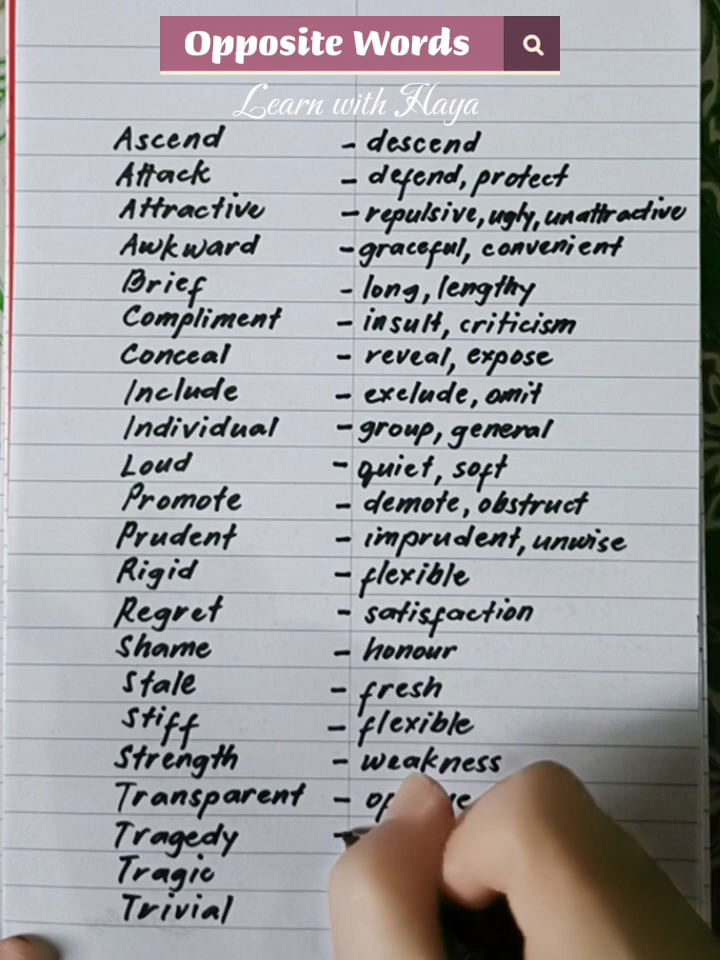 Opposite Words
Learn with Haya
Ascend - descend
Attack - defend, protect
Attractive - repulsive, ugly, unattractive
Awkward - graceful, convenient
Brief - long, lengthy
Compliment - insult, criticism
Conceal - reveal, expose
Include - exclude, omit
Individual - group, general
Loud - quiet, soft
Promote - demote, obstruct
Prudent - imprudent, unwise
Rigid - flexible
Regret - satisfaction
Shame - honour
Stale - fresh
Stiff - flexible
Strength - weakness
Transparent -
Tragedy -
Tragic
Trivial